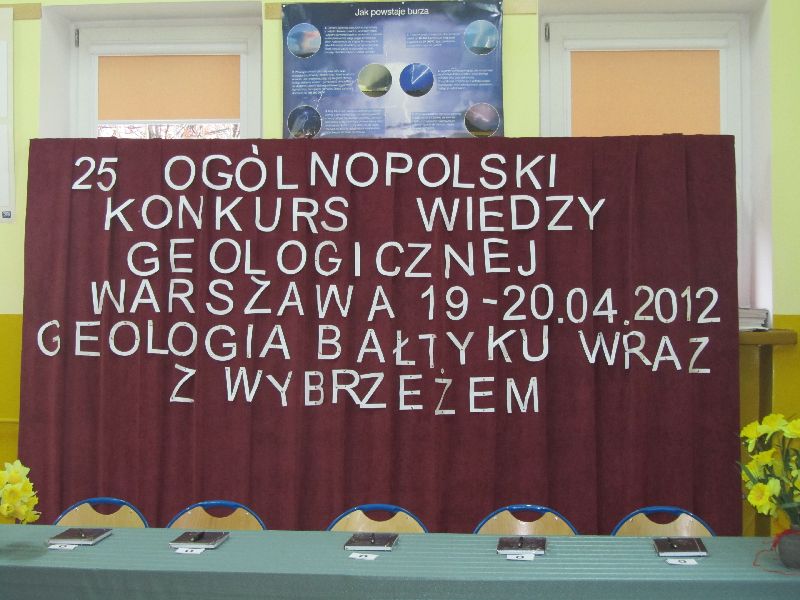 Jak powstaje burza
25 OGÓLNOPOLSKI
KONKURS WIEDZY
GEOLOGICZNEJ
WARSZAWA 19-20.04.2012
GEOLOGIA BAŁTYKU WRAZ
Z WYBRZEŻEM